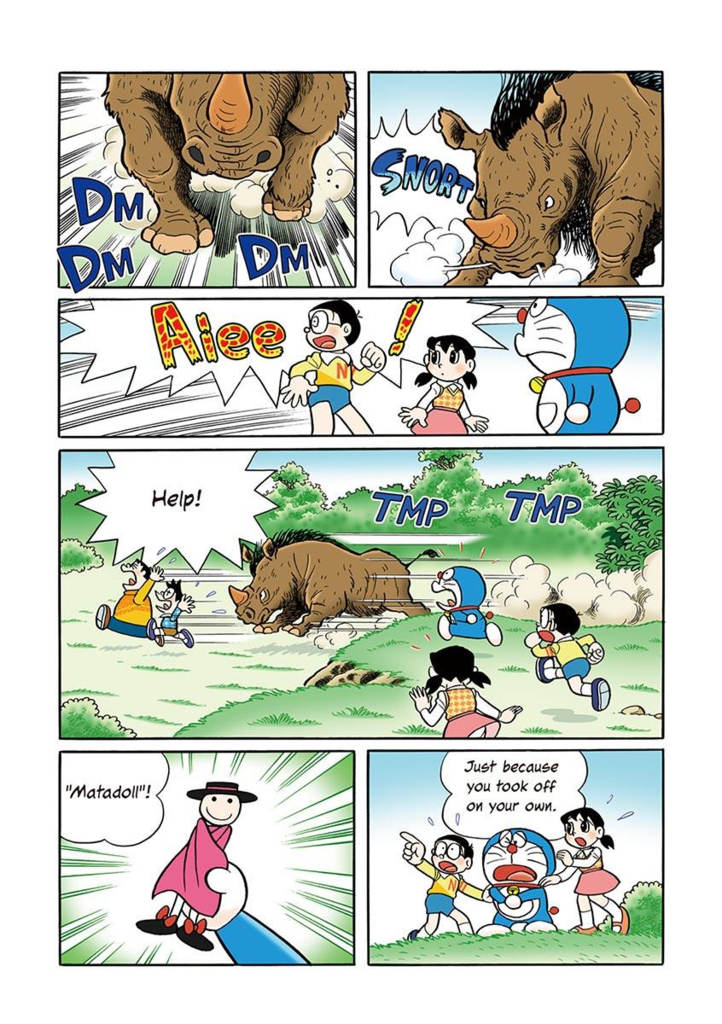 DM
DM
DM
SNORT
Aiee
!
N
Help!
TMP
TMP
"Matadoll"!
Just because
you took off
on your own.
N